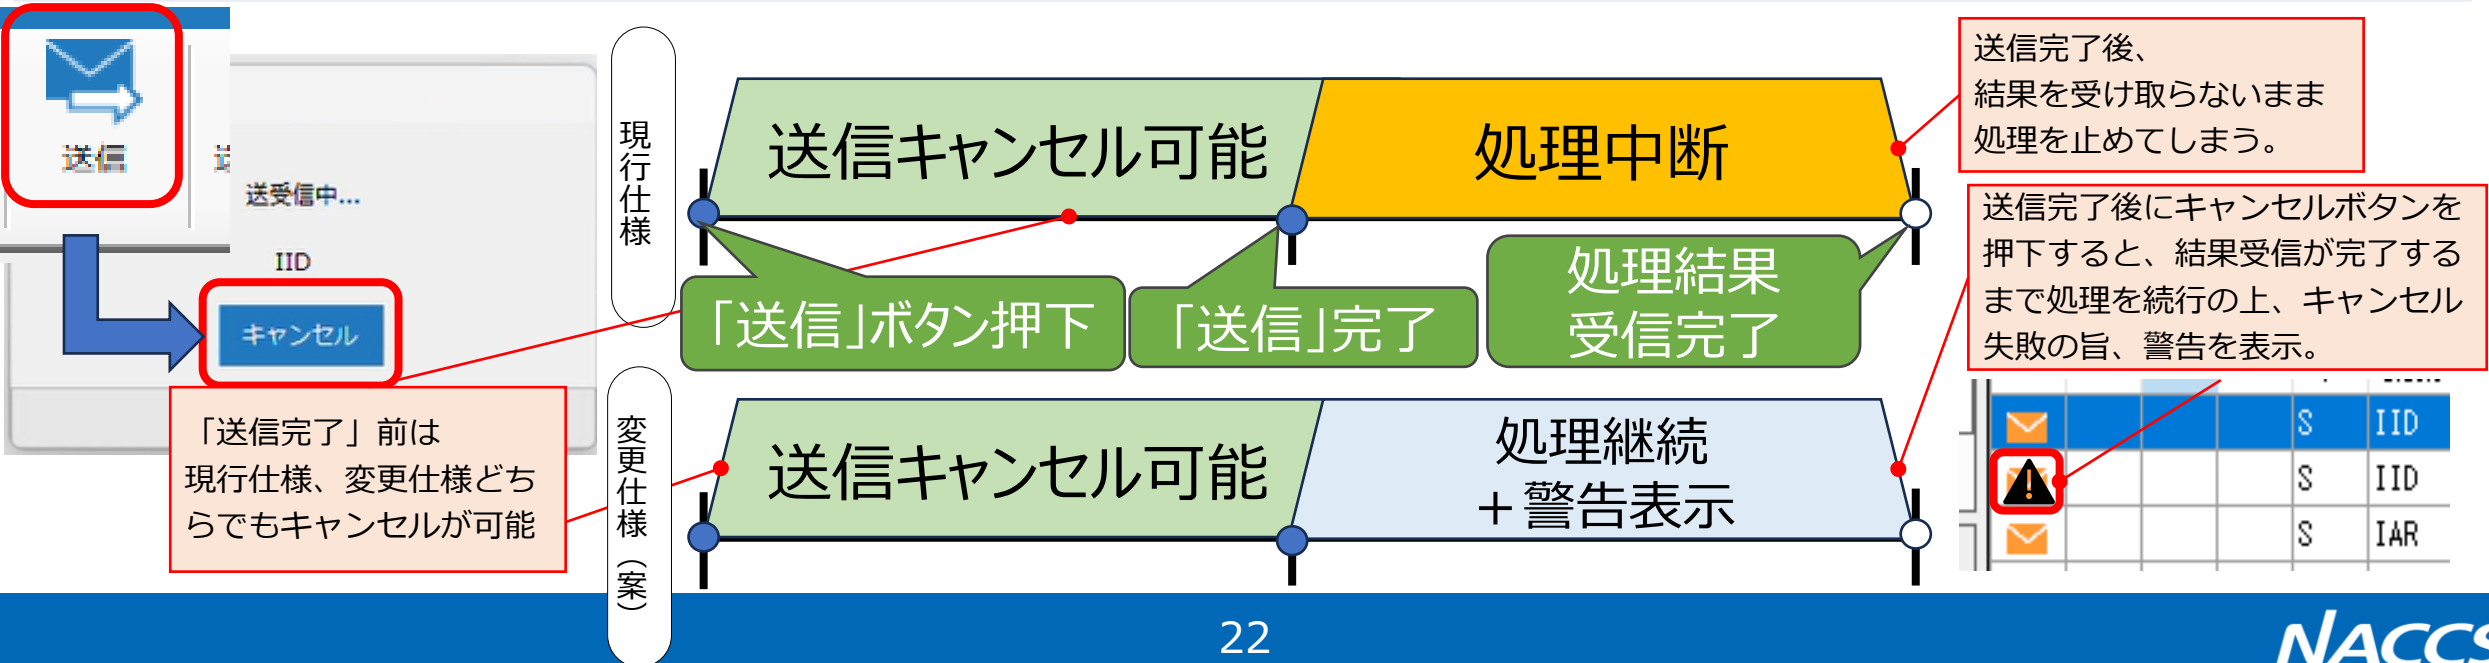 送信
送受信中...
IID
キャンセル
「送信完了」前は
現行仕様、変更仕様どち
らでもキャンセルが可能
現行仕様
送信キャンセル可能
処理中断
「送信」ボタン押下
「送信」完了
処理結果
受信完了
送信完了後、
結果を受け取らないまま
処理を止めてしまう。
変更仕様（案）
送信キャンセル可能
処理継続
＋警告表示
送信完了後にキャンセルボタンを
押下すると、結果受信が完了する
まで処理を続行の上、キャンセル
失敗の旨、警告を表示。
S IID
S IID
S IAR
22
NACCS